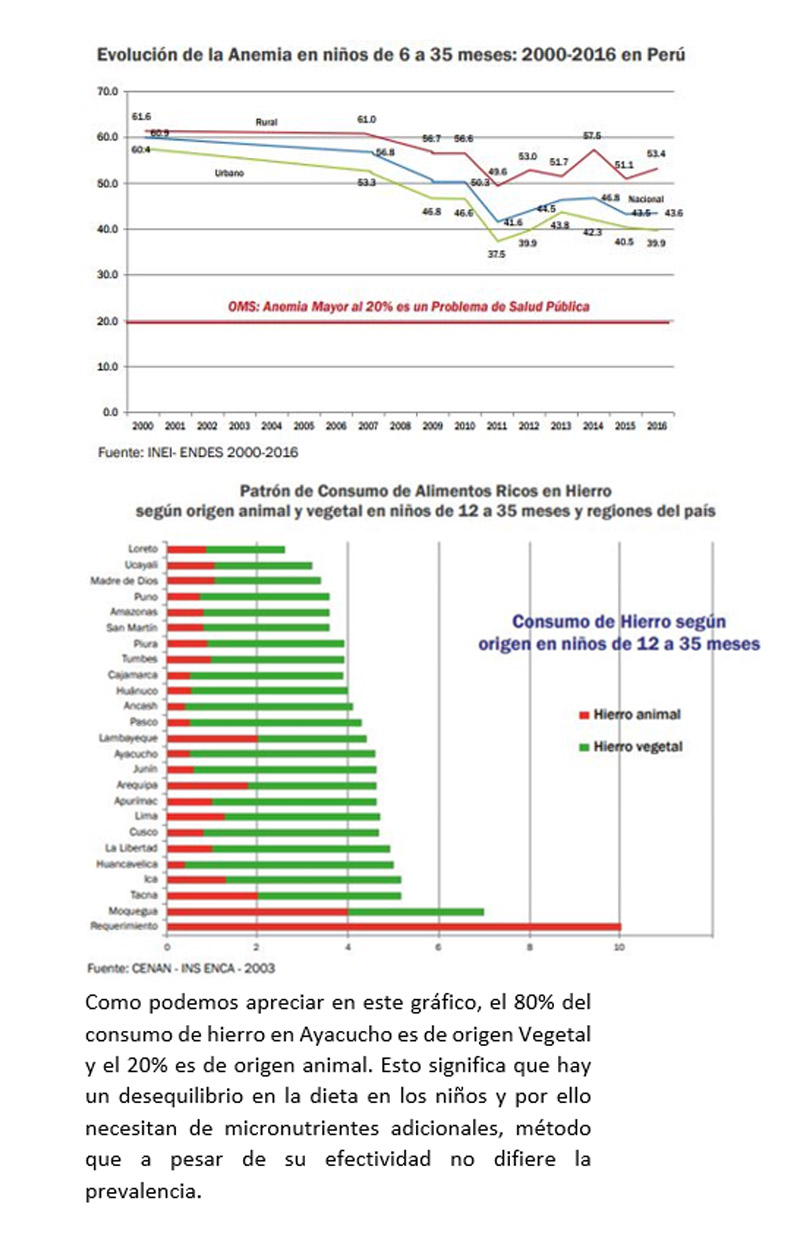 Evolución de la Anemia en niños de 6 a 35 meses: 2000-2016 en Perú
70.0
60.0
50.0
40.0
30.0
20.0
10.0
0.0
61.6
Rural
61.0
56.7
56.6
49.6
53.0
51.7
57.5
51.1
53.4
60.9
56.8
50.3
41.6
44.5
46.8
Nacional
43.5
43.6
60.4
Urbano
53.3
46.8
46.6
37.5
39.9
43.8
42.3
40.5
39.9
OMS: Anemia Mayor al 20% es un Problema de Salud Pública
2000 2001 2002 2003 2004 2005 2006 2007 2008 2009 2010 2011 2012 2013 2014 2015 2016
Fuente: INEI- ENDES 2000-2016
Patrón de Consumo de Alimentos Ricos en Hierro
según origen animal y vegetal en niños de 12 a 35 meses y regiones del país
Loreto
Ucayali
Madre de Dios
Puno
Amazonas
San Martín
Piura
Tumbes
Cajamarca
Huánuco
Ancash
Pasco
Lambayeque
Ayacucho
Junín
Arequipa
Apurímac
Lima
Cusco
La Libertad
Huancavelica
Ica
Tacna
Moquegua
Requerimiento
Consumo de Hierro según
origen en niños de 12 a 35 meses
Hierro animal
Hierro vegetal
0 2 4 6 8 10
Fuente: CENAN - INS ENCA - 2003
Como podemos apreciar en este gráfico, el 80% del
consumo de hierro en Ayacucho es de origen Vegetal
y el 20% es de origen animal. Esto significa que hay
un desequilibrio en la dieta en los niños y por ello
necesitan de micronutrientes adicionales, método
que a pesar de su efectividad no difiere la
prevalencia.